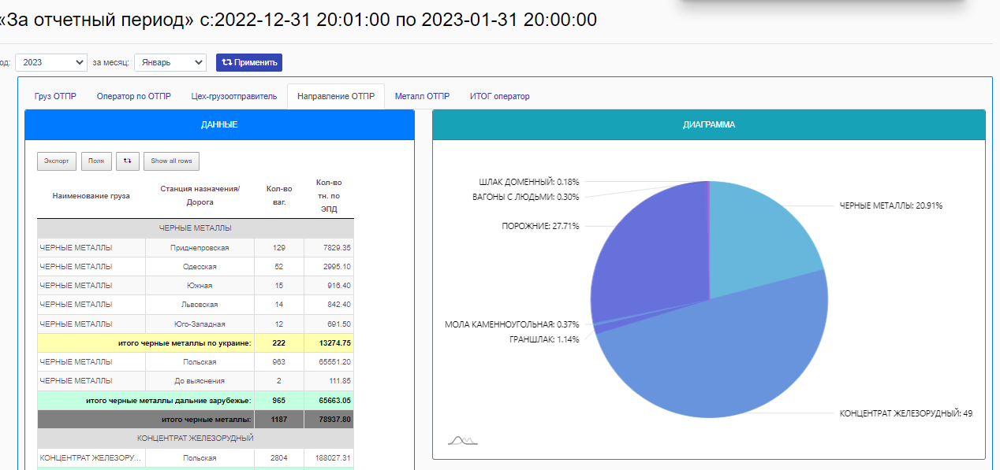 «За отчетный период» с:2022-12-31 20:01:00 по 2023-01-31 20:00:00
од: 2023 за месяц: Январь Применить
Груз ОТПР Оператор по ОТПР Цех-грузоотправитель Направление ОТПР Металл ОТПР ИТОГ оператор
ДАННЫЕ
Экспорт Поля Show all rows
Наименование груза Станция назначения/ Дорога Кол-во ваг. Кол-во тн. по ЭПД
ЧЕРНЫЕ МЕТАЛЛЫ
ЧЕРНЫЕ МЕТАЛЛЫ Приднепровская 129 7829.35
ЧЕРНЫЕ МЕТАЛЛЫ Одесская 52 2995.10
ЧЕРНЫЕ МЕТАЛЛЫ Южная 15 916.40
ЧЕРНЫЕ МЕТАЛЛЫ Львовская 14 842.40
ЧЕРНЫЕ МЕТАЛЛЫ Юго-Западная 12 691.50
итого черные металлы по украине: 222 13274.75
ЧЕРНЫЕ МЕТАЛЛЫ Польская 963 65551.20
ЧЕРНЫЕ МЕТАЛЛЫ До выяснения 2 111.85
итого черные металлы дальние зарубежье: 965 65663.05
итого черные металлы: 1187 78937.80
КОНЦЕНТРАТ ЖЕЛЕЗОРУДНЫЙ
КОНЦЕНТРАТ ЖЕЛЕЗОРУ... Польская 2804 188027.31
ДИАГРАММА
ШЛАК ДОМЕННЫЙ: 0.18%
ВАГОНЫ С ЛЮДЬМИ: 0.30%
ЧЕРНЫЕ МЕТАЛЛЫ: 20.91%
ПОРОЖНИЕ: 27.71%
МОЛА КАМЕННОУГОЛЬНАЯ: 0.37%
ГРАНШЛАК: 1.14%
КОНЦЕНТРАТ ЖЕЛЕЗОРУДНЫЙ: 49.